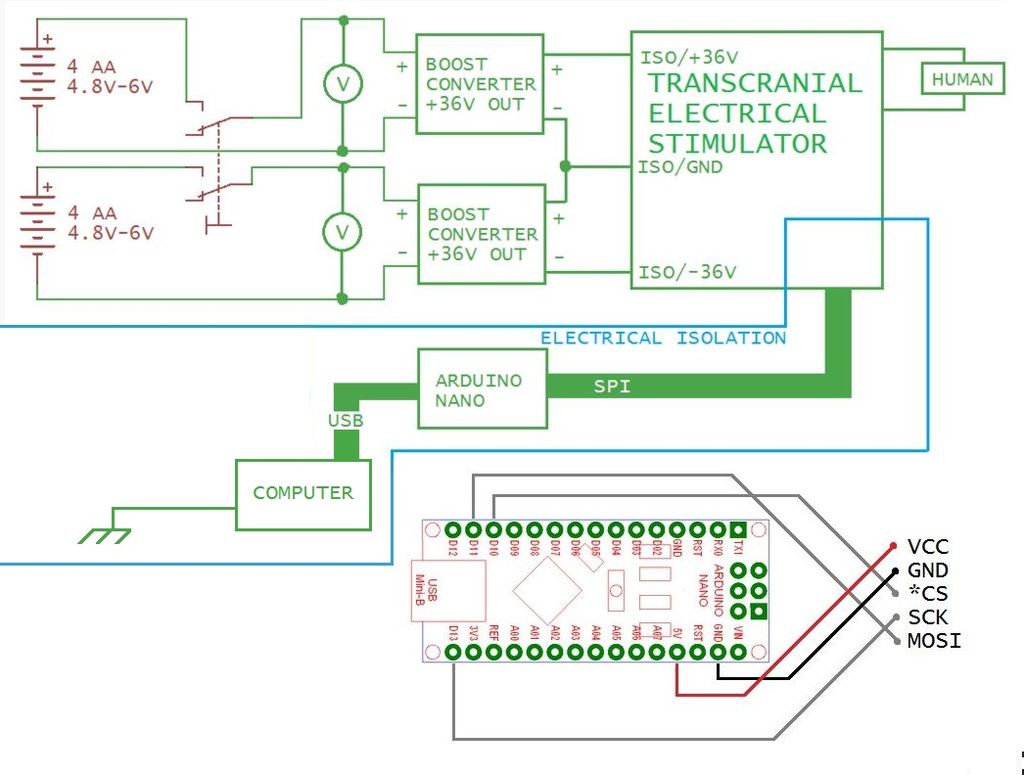 +
4 AA
4.8V-6V
V
+
-
BOOST
CONVERTER
+36V OUT
+
-
ISO/+36V
TRANSCRANIAL
ELECTRICAL
STIMULATOR
ISO/GND
HUMAN
+
4 AA
4.8V-6V
V
+
-
BOOST
CONVERTER
+36V OUT
+
-
ISO/-36V
ELECTRICAL ISOLATION
ARDUINO
NANO
SPI
USB
COMPUTER
D12
D11
D10
D09
D08
D07
D06
D05
D04
D03
D02
GND
RST
RX0
TX1
USB
Mini-B
ARDUINO
NANO
D13
3V3
REF
A00
A01
A02
A03
A04
A05
A06
A07
5V
RST
GND
VIN
VCC
GND
*CS
SCK
MOSI